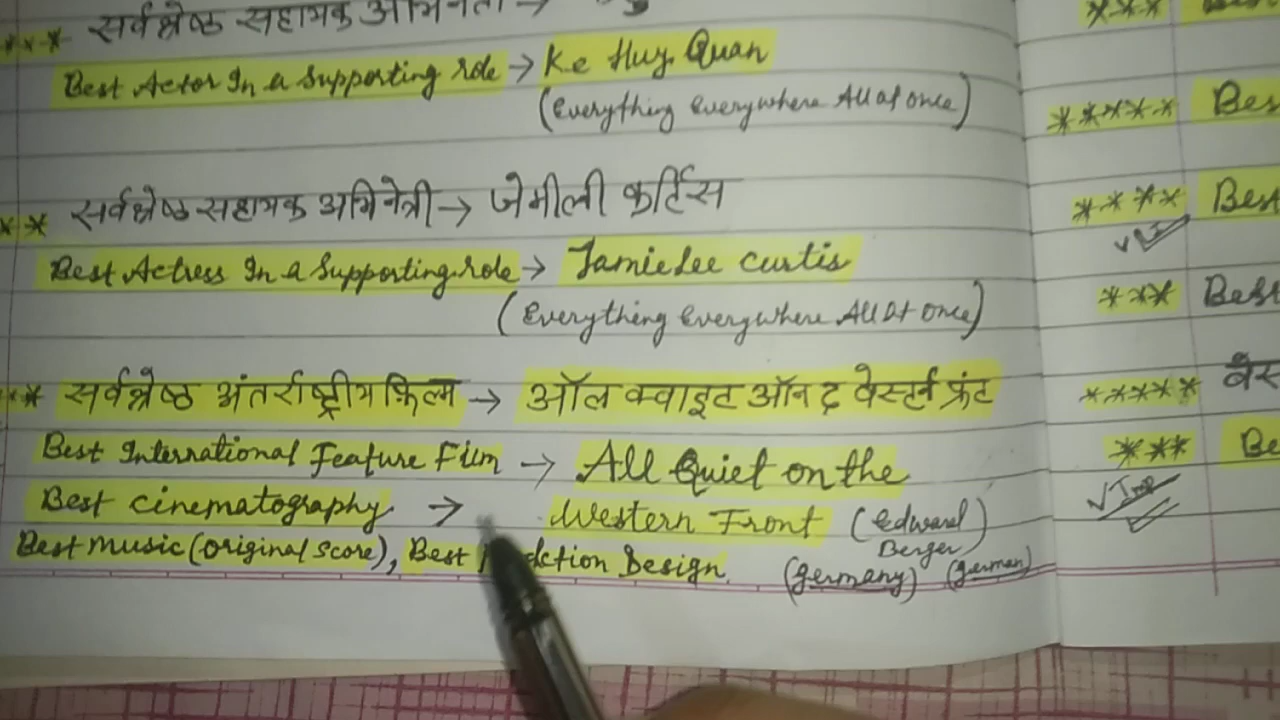 *** सर्वश्रेष्ठ सहायक अभिनेता →
Best Actor In a Supporting role → Ke Huy Quan
(Everything Everywhere All at once)
** सर्वश्रेष्ठ सहायक अभिनेत्री → जेमीली कर्टिस
Best Actress In a Supporting role → Jamie Lee Curtis
(Everything Everywhere All At Once)
** सर्वश्रेष्ठ अंतर्राष्ट्रीय फिल्म → ऑल क्वाइट ऑन द वेस्टर्न फ्रंट
Best International Feature Film → All Quiet on the
Best cinematography → Western Front (Edward
Berger)
Best Music (Original Score), Best Design (Germany) (German)
***
***** Bes
**** Best
*** Best
*****
*** Be
√ Imp